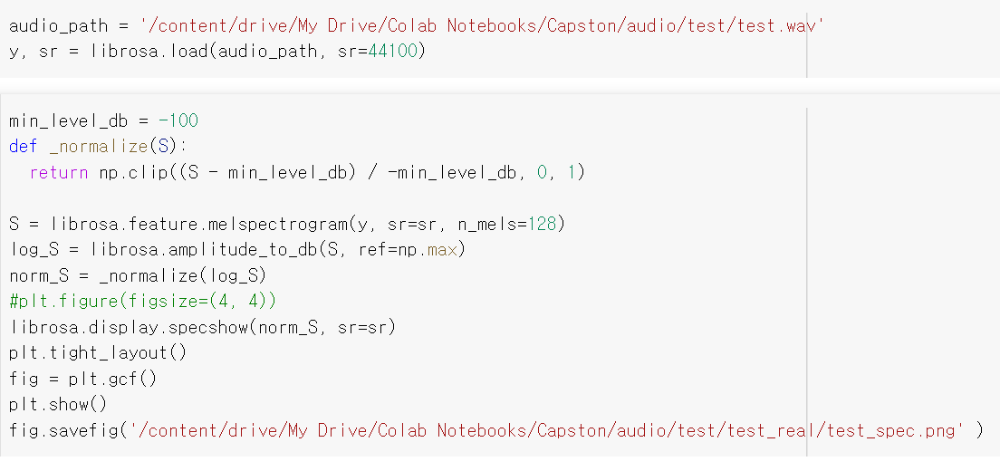 audio_path = '/content/drive/My Drive/Colab Notebooks/Capston/audio/test/test.wav'
y, sr = librosa.load(audio_path, sr=44100)
min_level_db = -100
def _normalize(S):
  return np.clip((S - min_level_db) / -min_level_db, 0, 1)
S = librosa.feature.melspectrogram(y, sr=sr, n_mels=128)
log_S = librosa.amplitude_to_db(S, ref=np.max)
norm_S = _normalize(log_S)
#plt.figure(figsize=(4, 4))
librosa.display.specshow(norm_S, sr=sr)
plt.tight_layout()
fig = plt.gcf()
plt.show()
fig.savefig('/content/drive/My Drive/Colab Notebooks/Capston/audio/test/test_real/test_spec.png' )